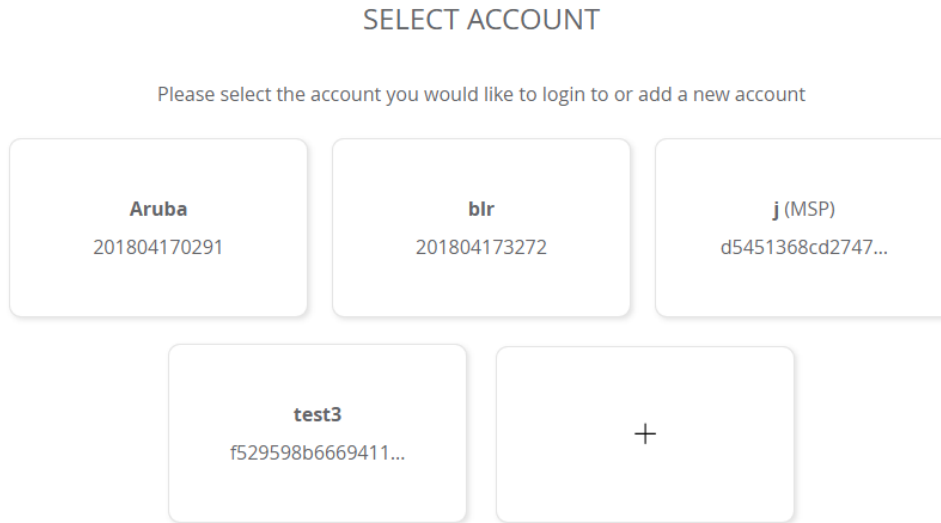 SELECT ACCOUNT
Please select the account you would like to login to or add a new account
Aruba
201804170291
blr
201804173272
j (MSP)
d5451368cd2747...
test3
f529598b6669411...
+